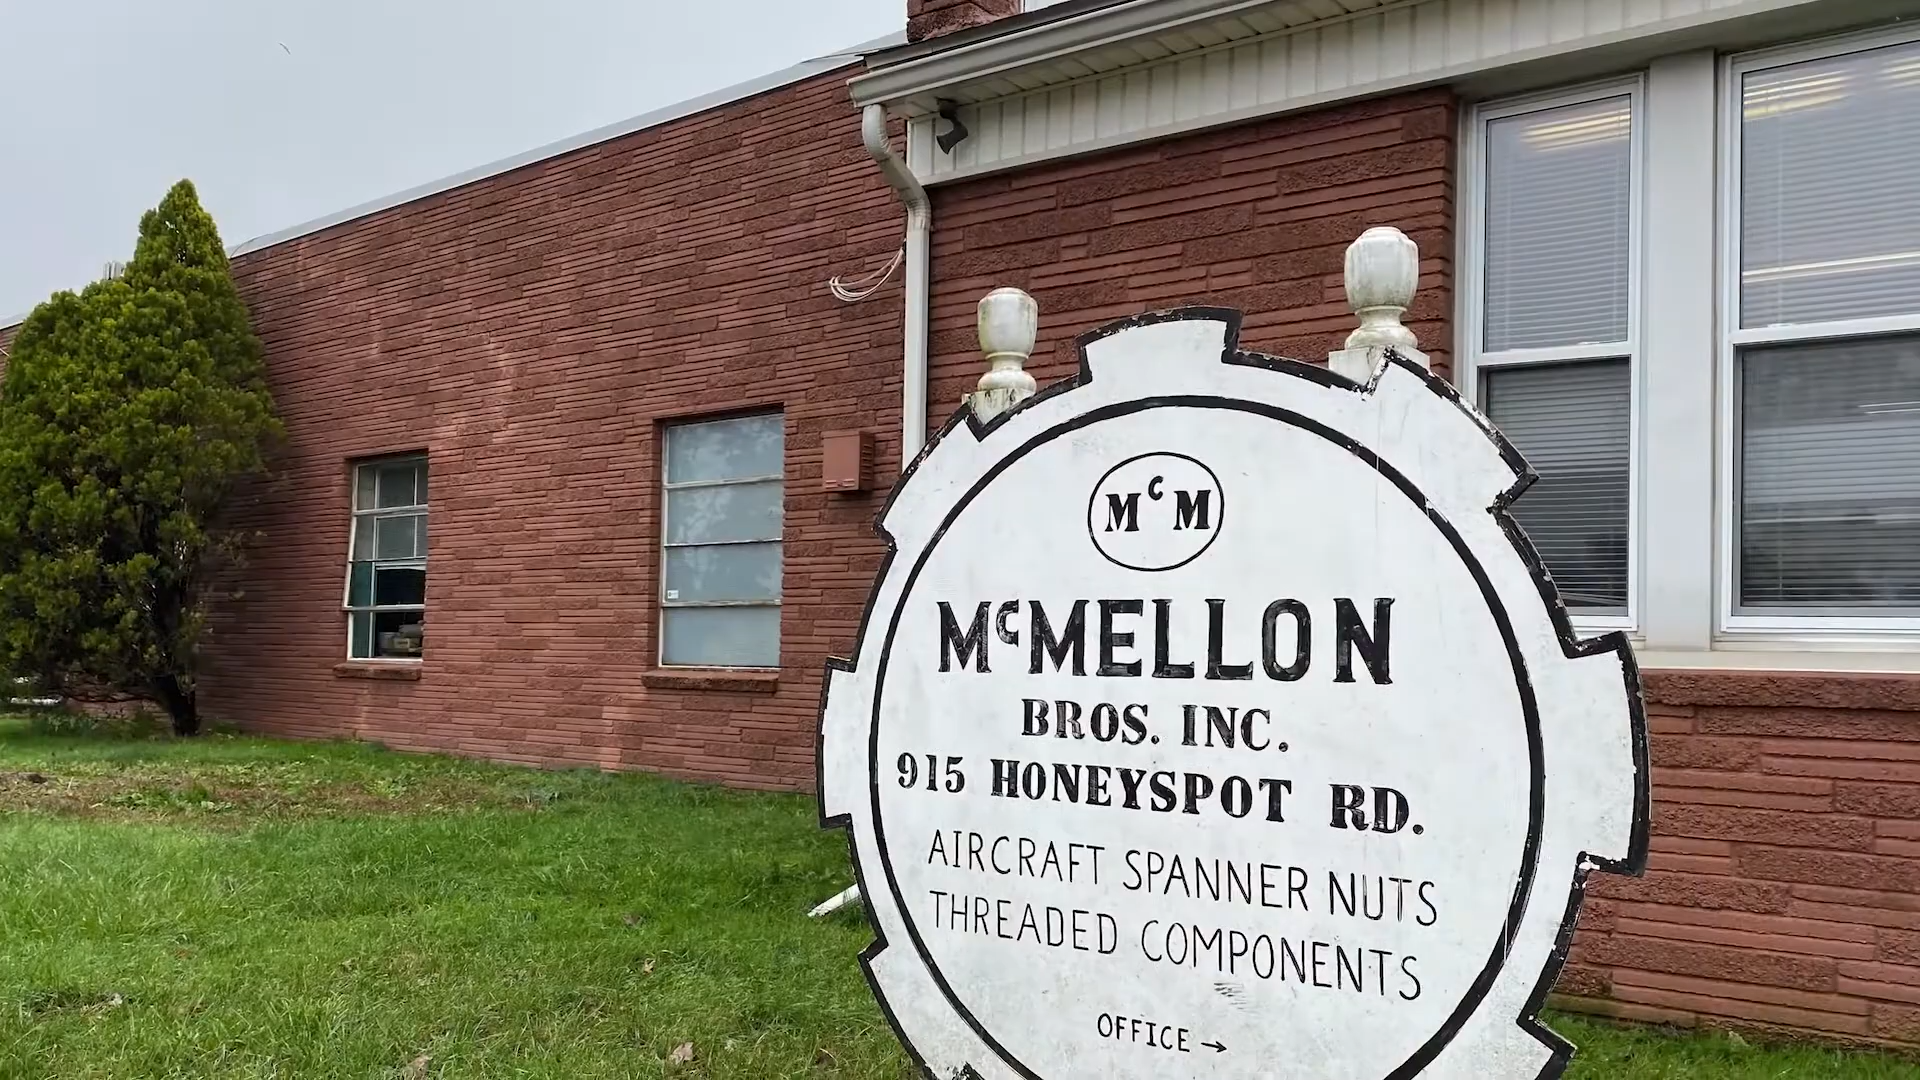 McM
McMELLON
BROS. INC.
915 HONEYSPOT RD.
AIRCRAFT SPANNER NUTS
THREADED COMPONENTS
OFFICE →